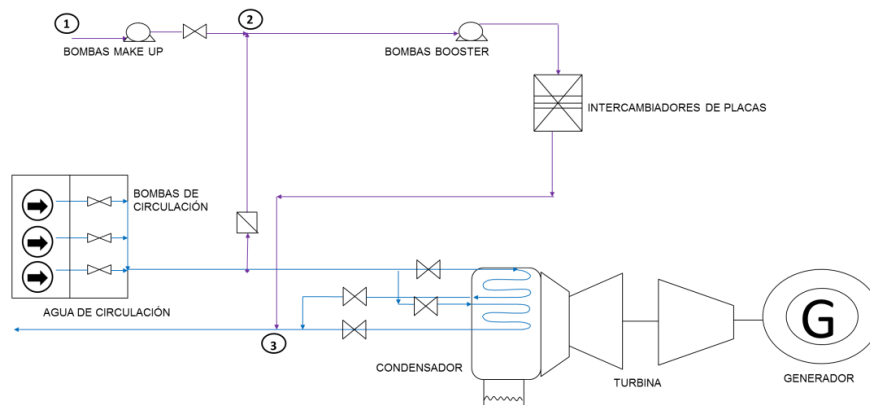 1
2
BOMBAS MAKE UP
BOMBAS BOOSTER
INTERCAMBIADORES DE PLACAS
BOMBAS DE
CIRCULACIÓN
AGUA DE CIRCULACIÓN
3
CONDENSADOR
TURBINA
G
GENERADOR